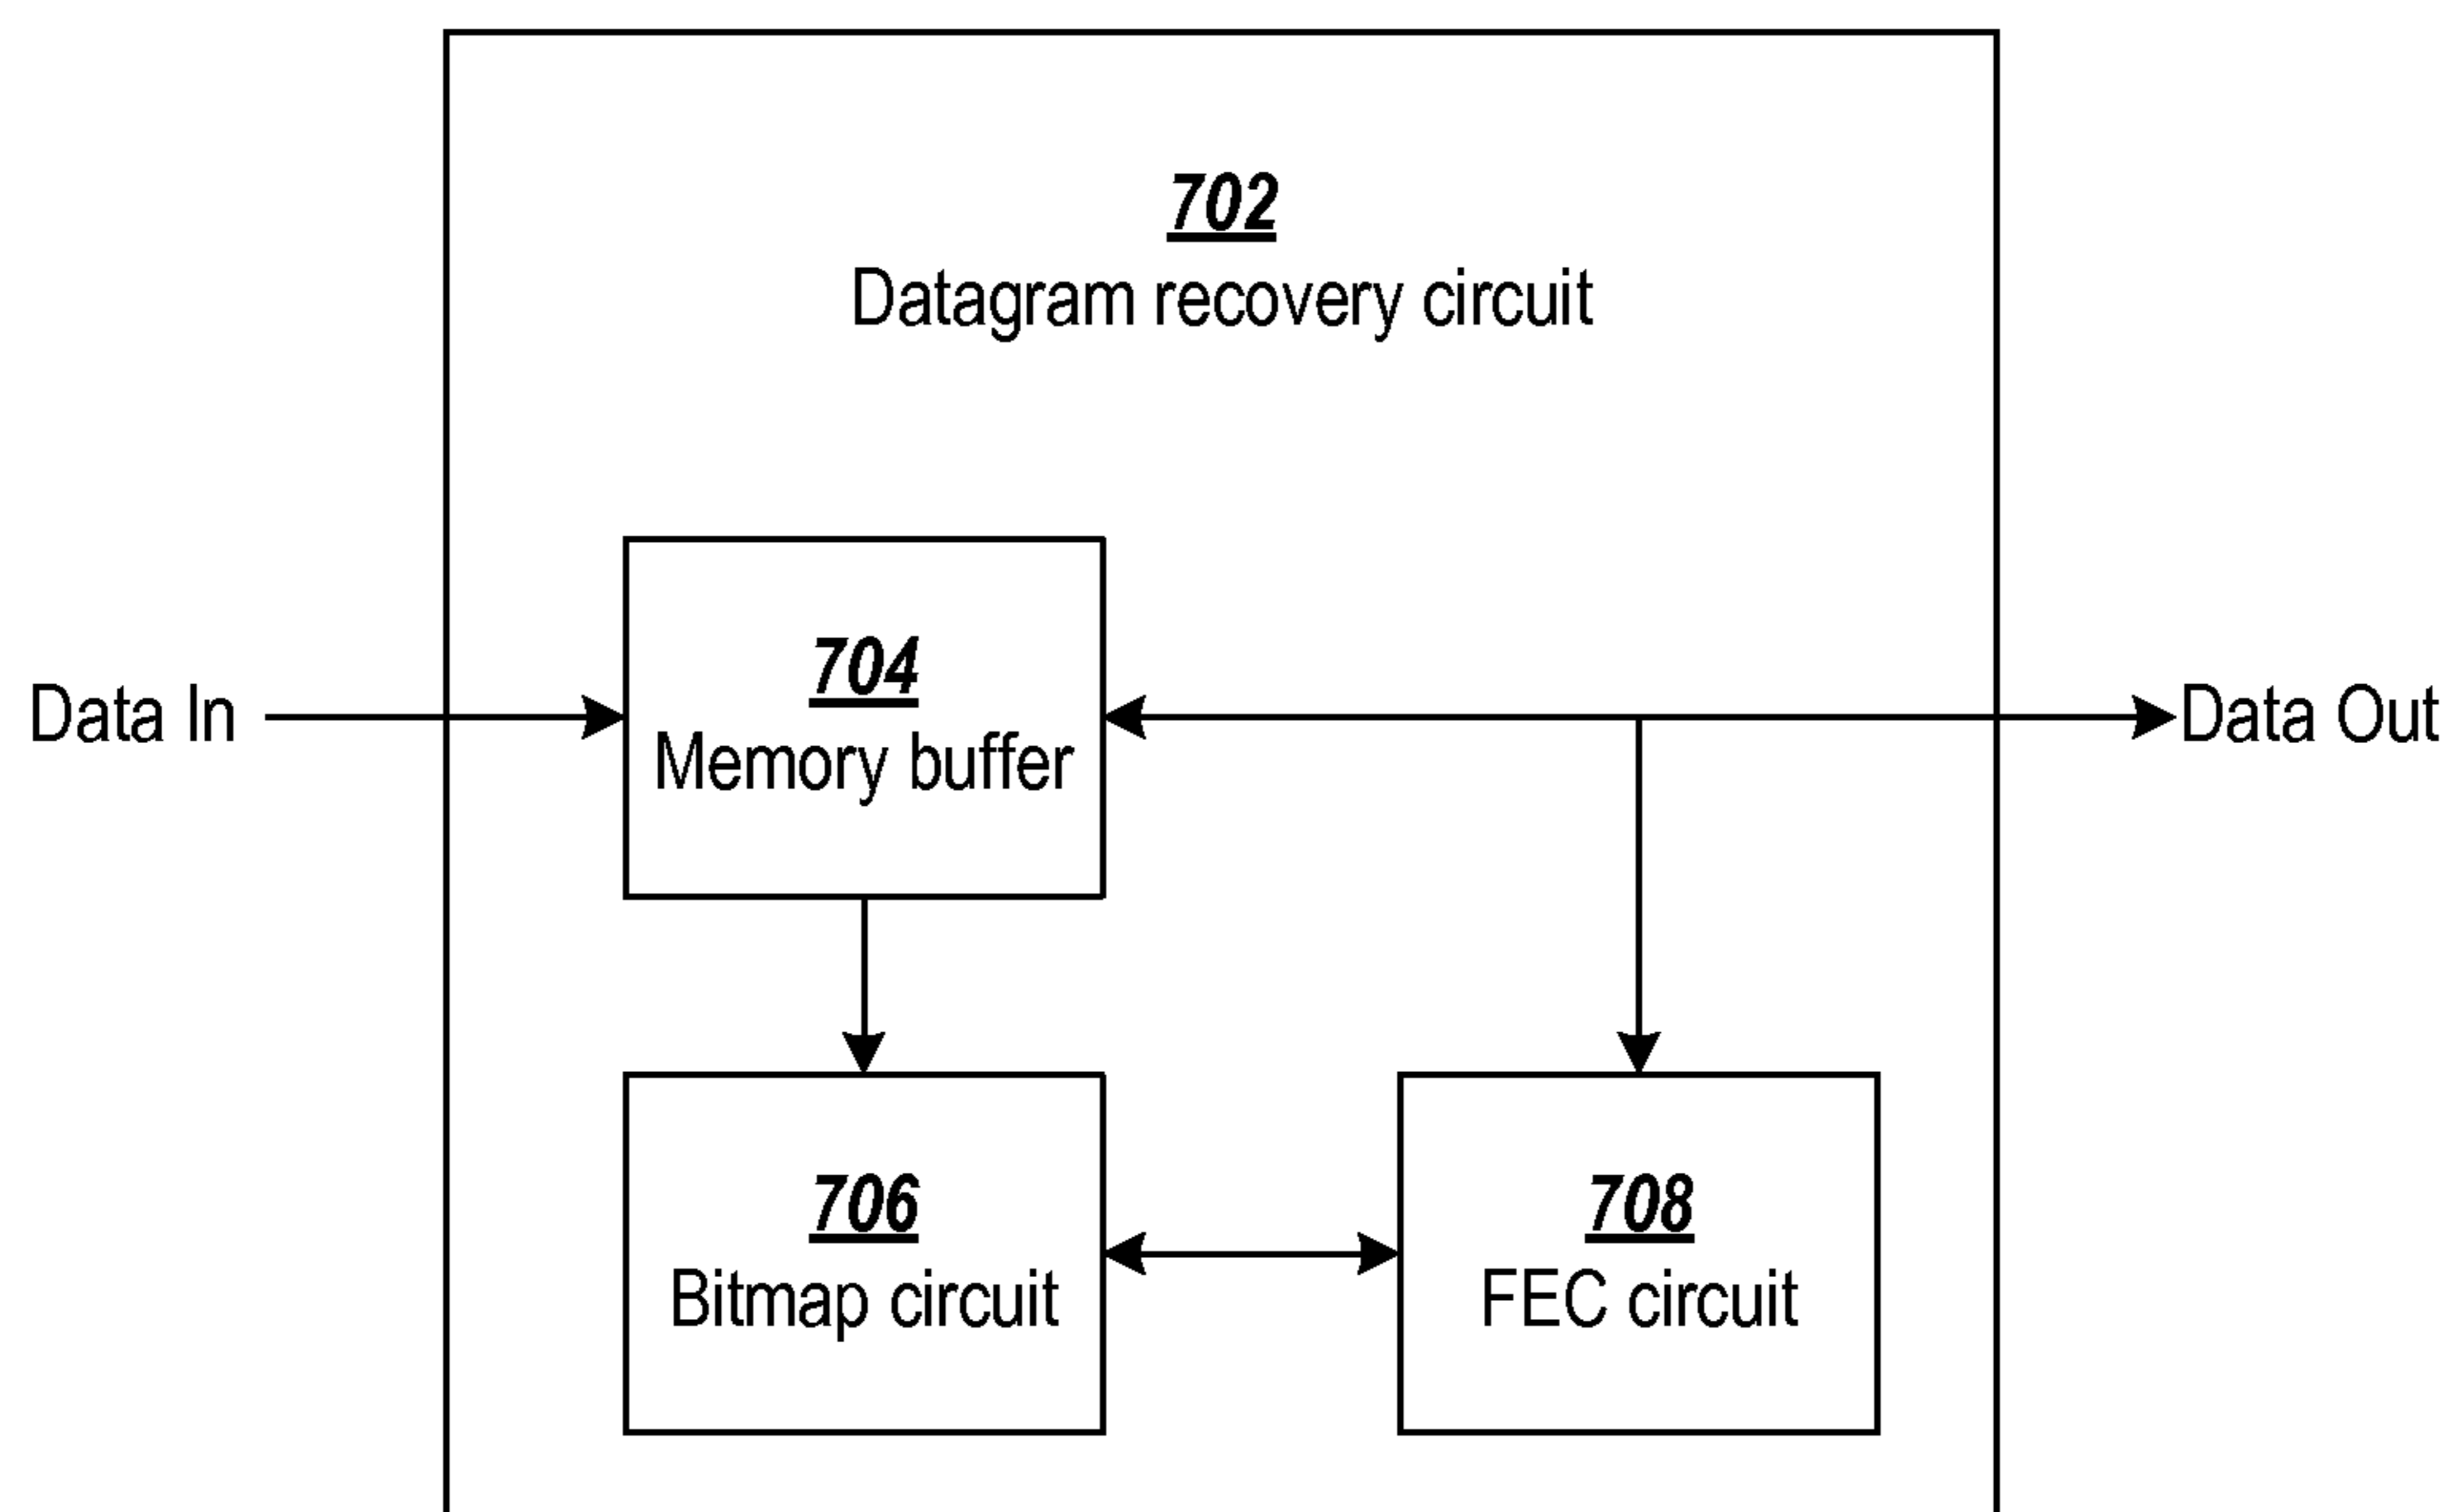 702
Datagram recovery circuit
704
Memory buffer
Data In
Data Out
706
Bitmap circuit
708
FEC circuit